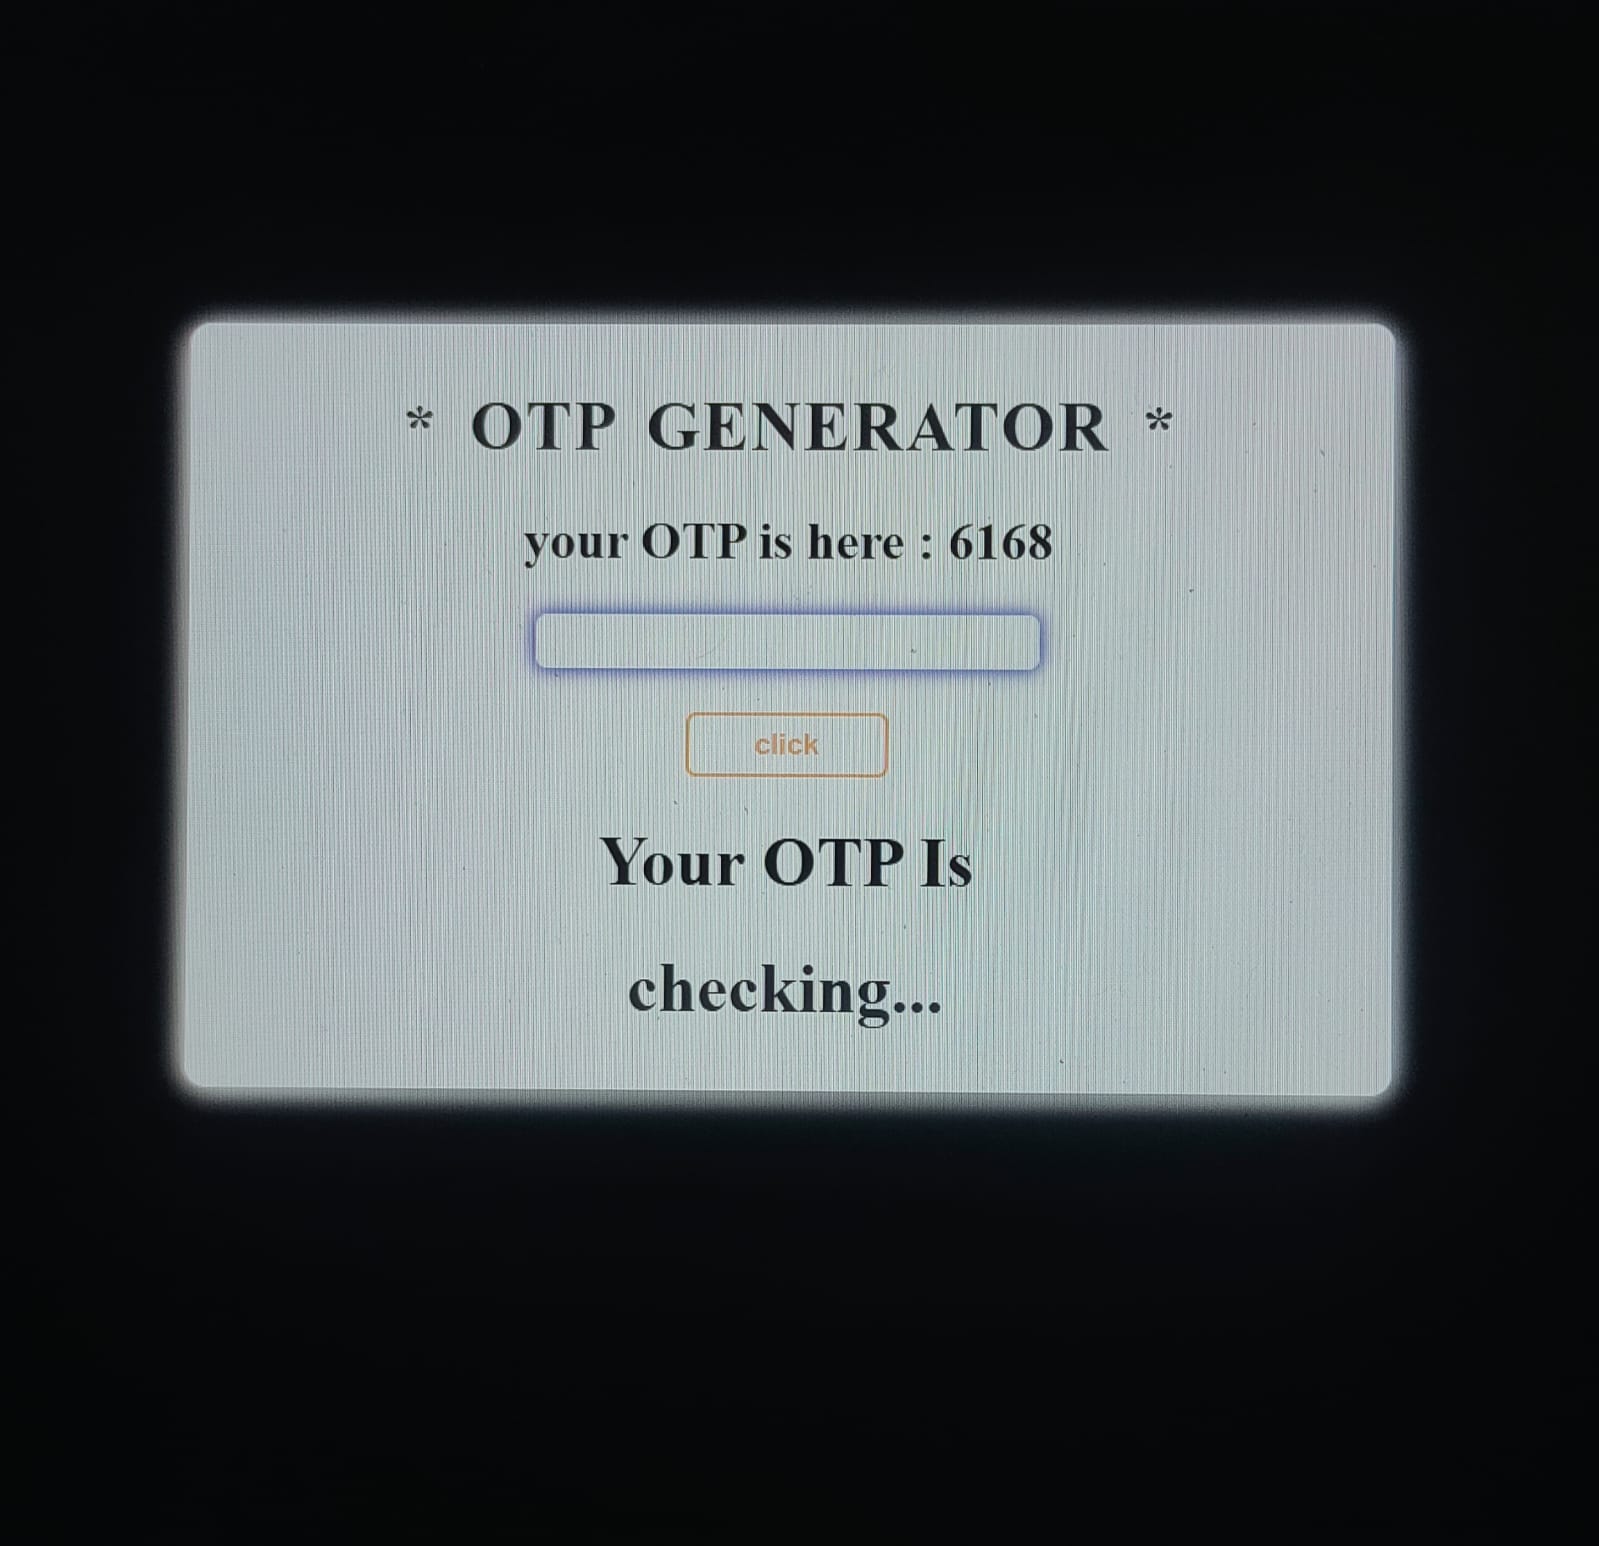 * OTP GENERATOR *
your OTP is here : 6168
click
Your OTP Is
checking...